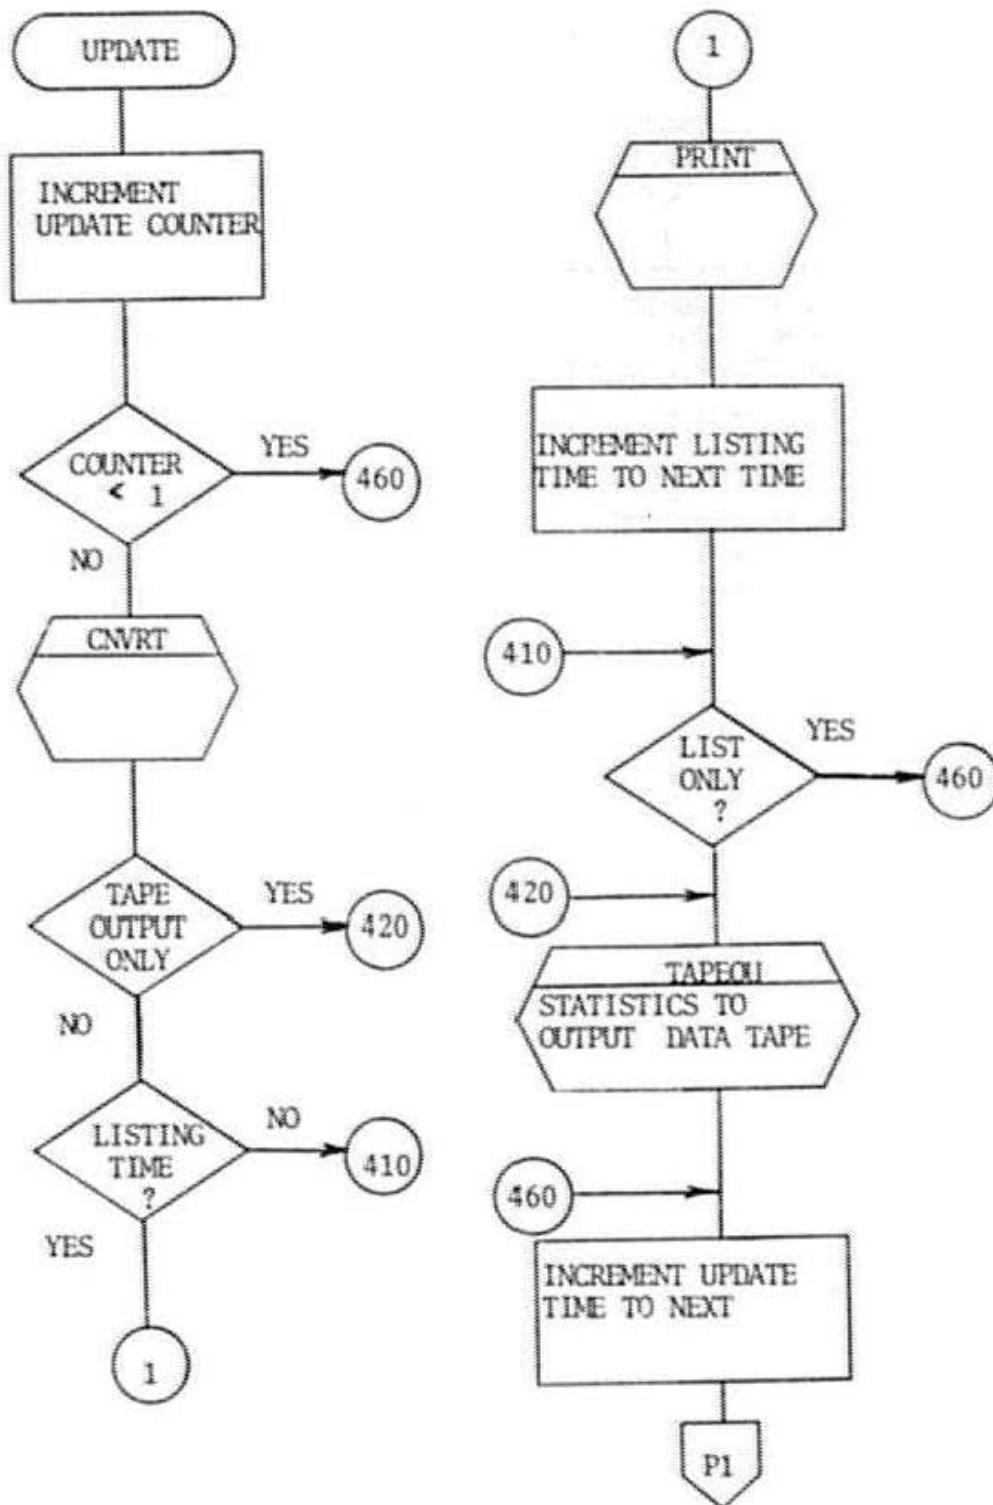 UPDATE
INCREMENT
UPDATE COUNTER
COUNTER
< 1
YES
460
NO
CNVRT
TAPE
OUTPUT
ONLY
YES
420
NO
LISTING
TIME
?
NO
410
YES
1
1
PRINT
INCREMENT LISTING
TIME TO NEXT TIME
410
LIST
ONLY
?
YES
460
420
TAPEOU
STATISTICS TO
OUTPUT DATA TAPE
460
INCREMENT UPDATE
TIME TO NEXT
P1